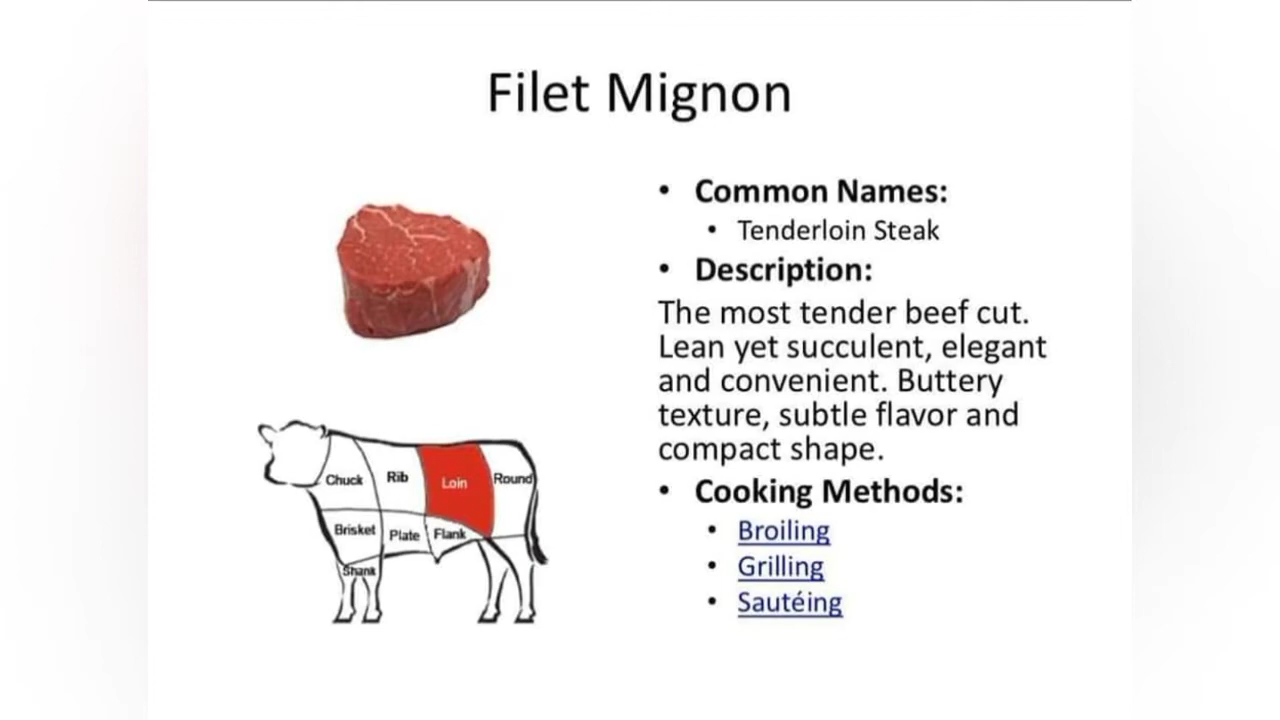 Filet Mignon
• Common Names:
• Tenderloin Steak
• Description:
The most tender beef cut.
Lean yet succulent, elegant
and convenient. Buttery
texture, subtle flavor and
compact shape.
• Cooking Methods:
• Broiling
• Grilling
• Sautéing
Chuck
Rib
Loin
Round
Brisket
Plate
Flank
Shank